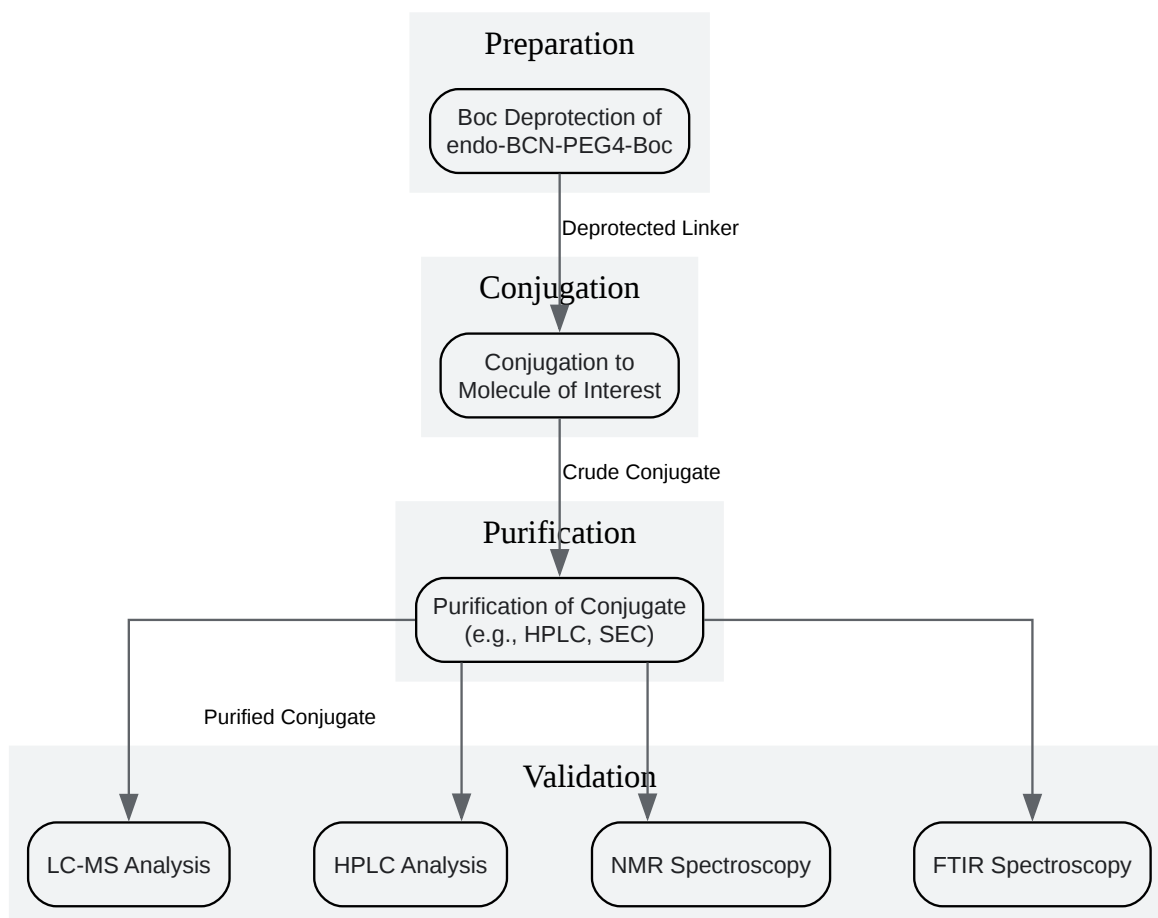 Preparation
Boc Deprotection of
endo-BCN-PEG4-Boc
Deprotected Linker
Conjugation
Conjugation to
Molecule of Interest
Crude Conjugate
Purification
Purification of Conjugate
(e.g., HPLC, SEC)
Purified Conjugate
Validation
LC-MS Analysis
HPLC Analysis
NMR Spectroscopy
FTIR Spectroscopy